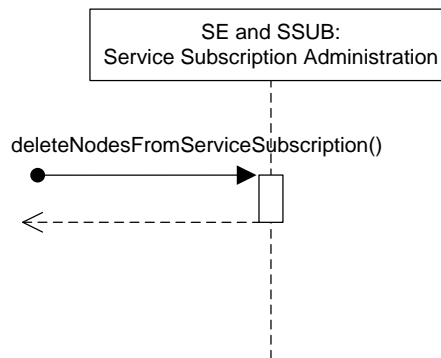 SE and SSUB:
Service Subscription Administration
deleteNodesFromServiceSubscription()